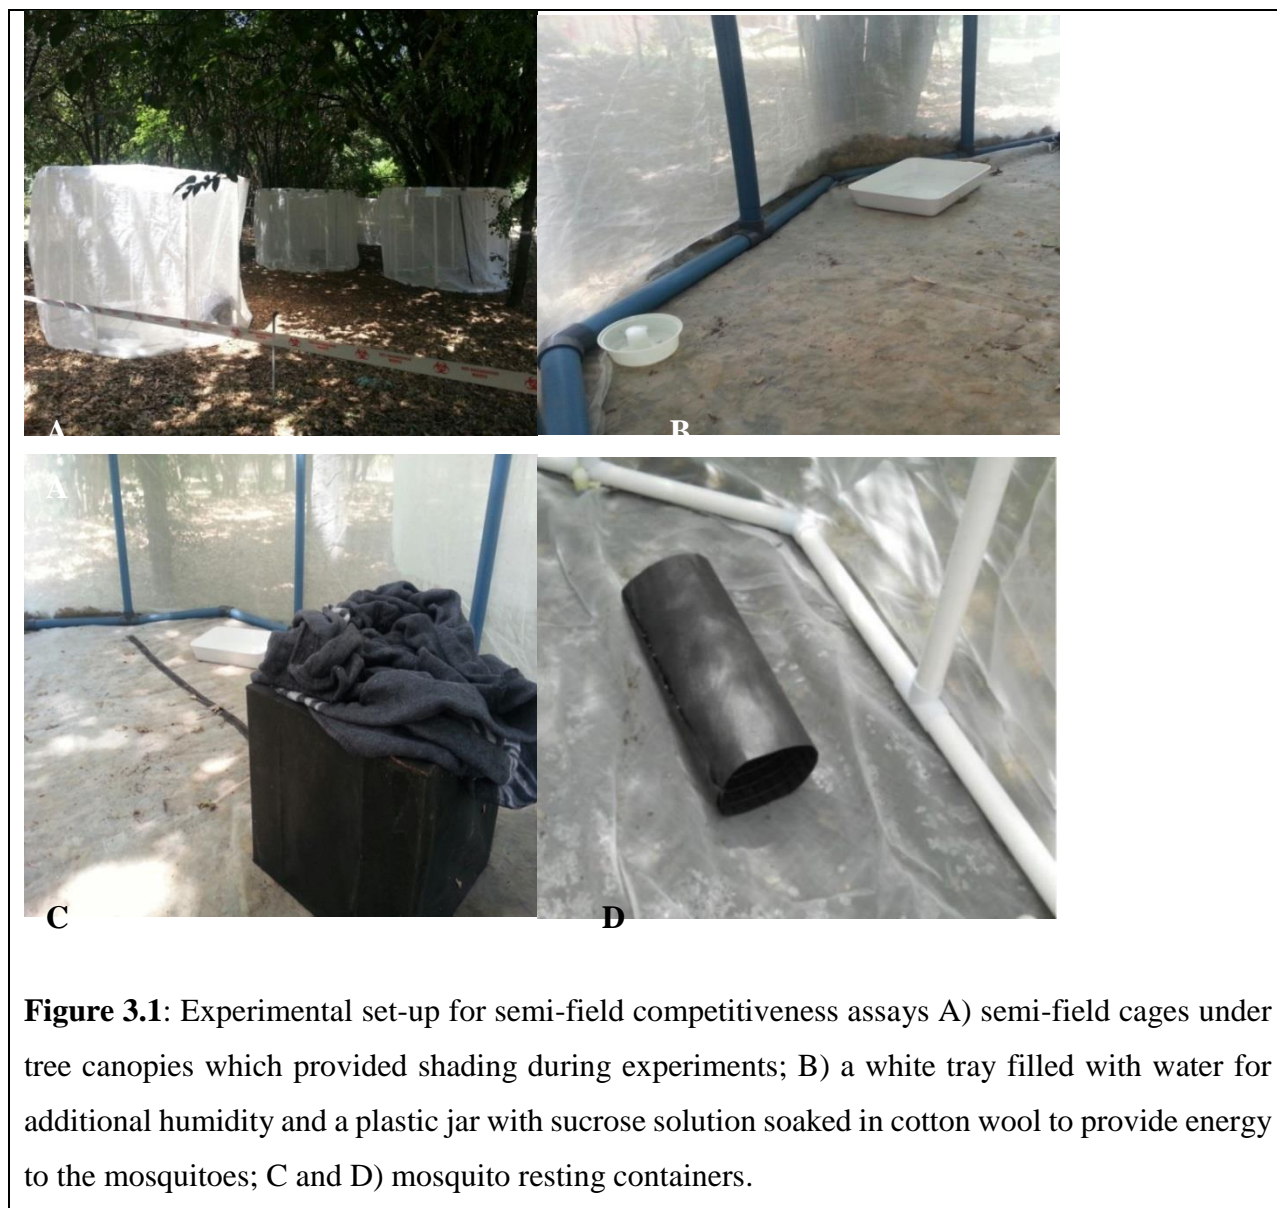 A
B
A
C
D
Figure 3.1: Experimental set-up for semi-field competitiveness assays A) semi-field cages under
tree canopies which provided shading during experiments; B) a white tray filled with water for
additional humidity and a plastic jar with sucrose solution soaked in cotton wool to provide energy
to the mosquitoes; C and D) mosquito resting containers.